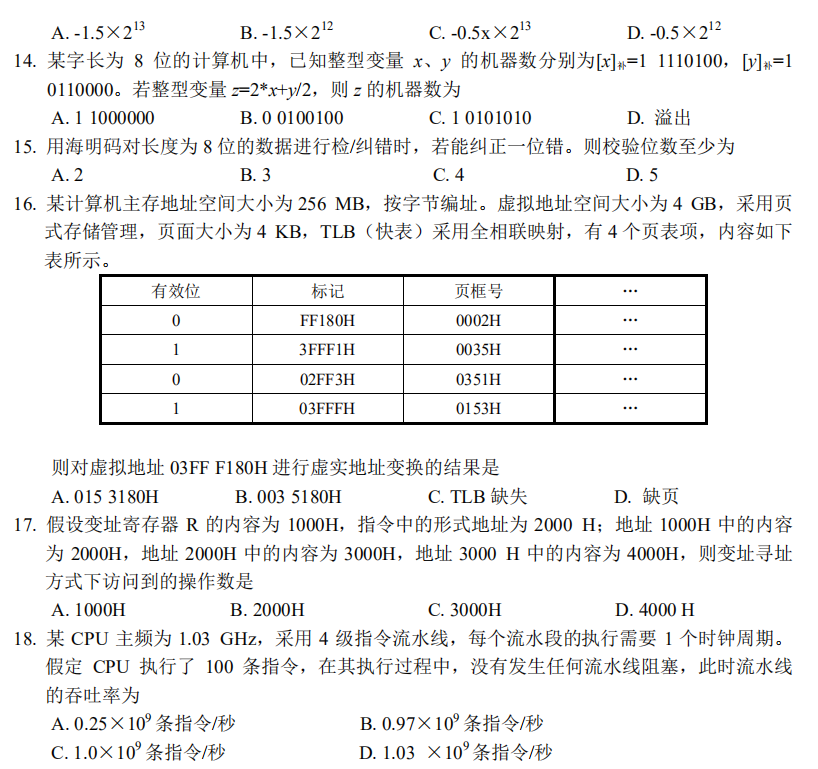 A. -1.5×2^13 B. -1.5×2^12 C. -0.5x×2^13 D. -0.5×2^12
14. 某字长为 8 位的计算机中，已知整型变量 x、y 的机器数分别为[x]补=1 1110100，[y]补=1
0110000。若整型变量 z=2*x+y/2，则 z 的机器数为
A. 1 1000000 B. 0 0100100 C. 1 0101010 D. 溢出
15. 用海明码对长度为 8 位的数据进行检/纠错时，若能纠正一位错。则校验位数至少为
A. 2 B. 3 C. 4 D. 5
16. 某计算机主存地址空间大小为 256 MB，按字节编址。虚拟地址空间大小为 4 GB，采用页
式存储管理，页面大小为 4 KB，TLB（快表）采用全相联映射，有 4 个页表项，内容如下
表所示。
有效位 标记 页框号 …
0 FF180H 0002H …
1 3FFF1H 0035H …
0 02FF3H 0351H …
1 03FFFH 0153H …
则对虚拟地址 03FF F180H 进行虚实地址变换的结果是
A. 015 3180H B. 003 5180H C. TLB 缺失 D. 缺页
17. 假设变址寄存器 R 的内容为 1000H，指令中的形式地址为 2000 H；地址 1000H 中的内容
为 2000H，地址 2000H 中的内容为 3000H，地址 3000 H 中的内容为 4000H，则变址寻址
方式下访问到的操作数是
A. 1000H B. 2000H C. 3000H D. 4000 H
18. 某 CPU 主频为 1.03 GHz，采用 4 级指令流水线，每个流水段的执行需要 1 个时钟周期。
假定 CPU 执行了 100 条指令，在其执行过程中，没有发生任何流水线阻塞，此时流水线
的吞吐率为
A. 0.25×10^9 条指令/秒 B. 0.97×10^9 条指令/秒
C. 1.0×10^9 条指令/秒 D. 1.03 ×10^9 条指令/秒